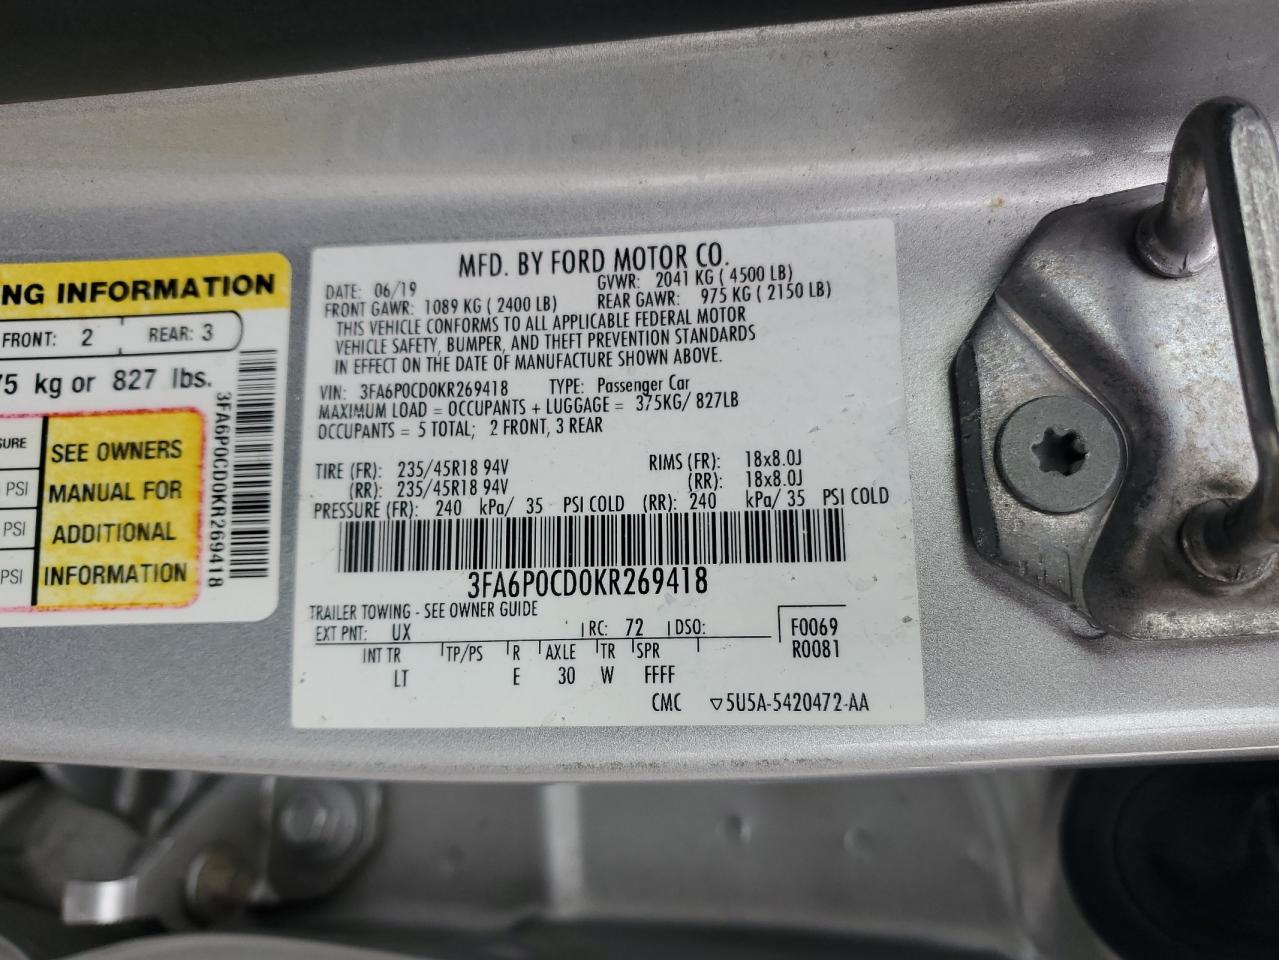 NG INFORMATION
FRONT: 2 REAR: 3
75 kg or 827 lbs.
SURE
SEE OWNERS
PSI MANUAL FOR
PSI ADDITIONAL
PSI INFORMATION
3FA6P0CD0KR269418
MFD. BY FORD MOTOR CO.
DATE: 06/19 GVWR: 2041 KG ( 4500 LB)
FRONT GAWR: 1089 KG ( 2400 LB) REAR GAWR: 975 KG ( 2150 LB)
THIS VEHICLE CONFORMS TO ALL APPLICABLE FEDERAL MOTOR
VEHICLE SAFETY, BUMPER, AND THEFT PREVENTION STANDARDS
IN EFFECT ON THE DATE OF MANUFACTURE SHOWN ABOVE.
VIN: 3FA6P0CD0KR269418 TYPE: Passenger Car
MAXIMUM LOAD = OCCUPANTS + LUGGAGE = 375KG/ 827LB
OCCUPANTS = 5 TOTAL; 2 FRONT, 3 REAR
TIRE (FR): 235/45R18 94V RIMS (FR): 18x8.0J
(RR): 235/45R18 94V (RR): 18x8.0J
PRESSURE (FR): 240 kPa/ 35 PSI COLD (RR): 240 kPa/ 35 PSI COLD
3FA6P0CD0KR269418
TRAILER TOWING - SEE OWNER GUIDE
EXT PNT: UX RC: 72 DSO: F0069
INT TR TP/PS R AXLE TR SPR R0081
LT E 30 W FFFF
CMC ▽5U5A-5420472-AA